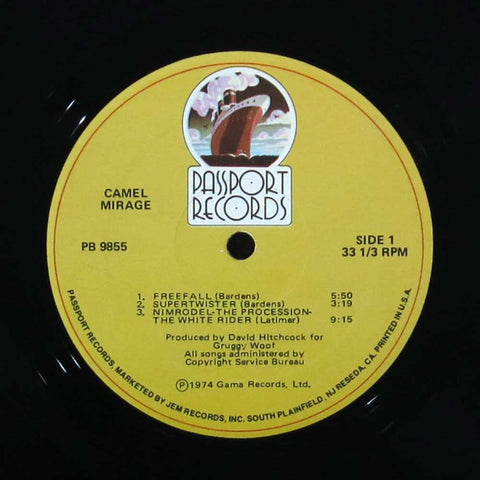 PASSPORT
RECORDS
CAMEL
MIRAGE
PB 9855
SIDE 1
33 1/3 RPM
1. FREEFALL (Bardens) 5:50
2. SUPERTWISTER (Bardens) 3:19
3. NIMRODEL-THE PROCESSION-
THE WHITE RIDER (Latimer) 9:15
Produced by David Hitchcock for
Gruggy Woof
All songs administered by
Copyright Service Bureau
Ⓟ1974 Gama Records, Ltd.
PASSPORT RECORDS, MARKETED BY JEM RECORDS, INC. SOUTH PLAINFIELD, NJ RESEDA, CA. PRINTED IN U.S.A.